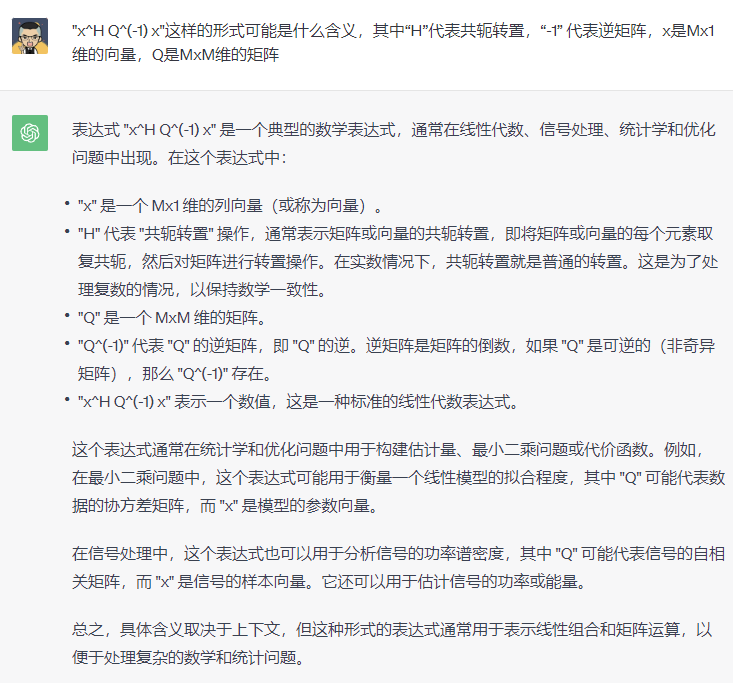 "x^H Q^(-1) x"这样的形式可能是什么含义，其中“H”代表共轭转置，“-1” 代表逆矩阵，x是Mx1
维的向量，Q是MxM维的矩阵
表达式 "x^H Q^(-1) x" 是一个典型的数学表达式，通常在线性代数、信号处理、统计学和优化
问题中出现。在这个表达式中：
• "x" 是一个 Mx1 维的列向量（或称为向量）。
• "H" 代表 "共轭转置" 操作，通常表示矩阵或向量的共轭转置，即将矩阵或向量的每个元素取
复共轭，然后对矩阵进行转置操作。在实数情况下，共轭转置就是普通的转置。这是为了处
理复数的情况，以保持数学一致性。
• "Q" 是一个 MxM 维的矩阵。
• "Q^(-1)" 代表 "Q" 的逆矩阵，即 "Q" 的逆。逆矩阵是矩阵的倒数，如果 "Q" 是可逆的（非奇异
矩阵），那么 "Q^(-1)" 存在。
• "x^H Q^(-1) x" 表示一个数值，这是一种标准的线性代数表达式。
这个表达式通常在统计学和优化问题中用于构建估计量、最小二乘问题或代价函数。例如，
在最小二乘问题中，这个表达式可能用于衡量一个线性模型的拟合程度，其中 "Q" 可能代表数
据的协方差矩阵，而 "x" 是模型的参数向量。
在信号处理中，这个表达式也可以用于分析信号的功率谱密度，其中 "Q" 可能代表信号的自相
关矩阵，而 "x" 是信号的样本向量。它还可以用于估计信号的功率或能量。
总之，具体含义取决于上下文，但这种形式的表达式通常用于表示线性组合和矩阵运算，以
便于处理复杂的数学和统计问题。